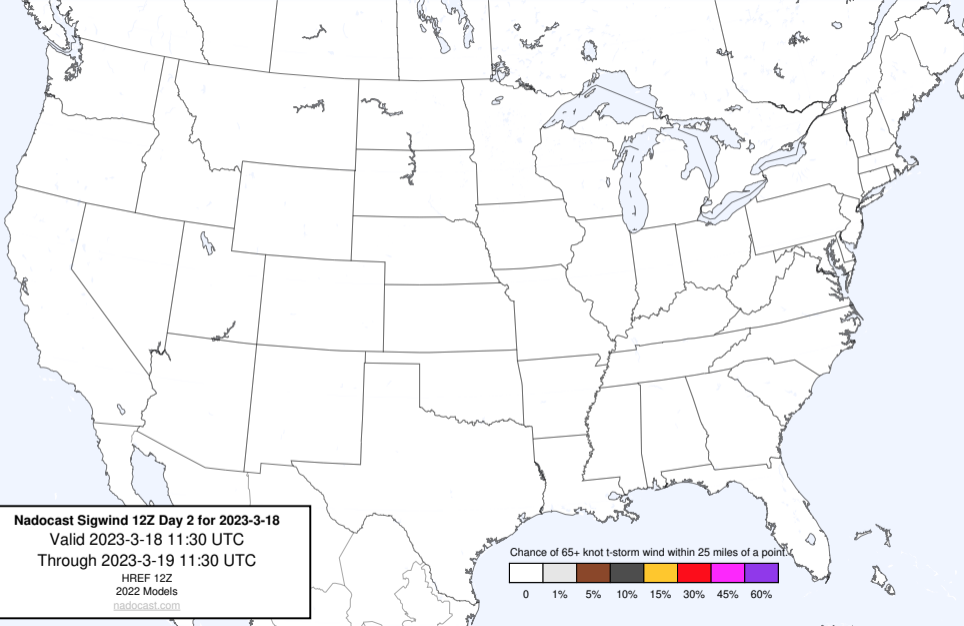 Nadocast Sigwind 12Z Day 2 for 2023-3-18
Valid 2023-3-18 11:30 UTC
Through 2023-3-19 11:30 UTC
HREF 12Z
2022 Models
nadocast.com
Chance of 65+ knot t-storm wind within 25 miles of a point.
0 1% 5% 10% 15% 30% 45% 60%